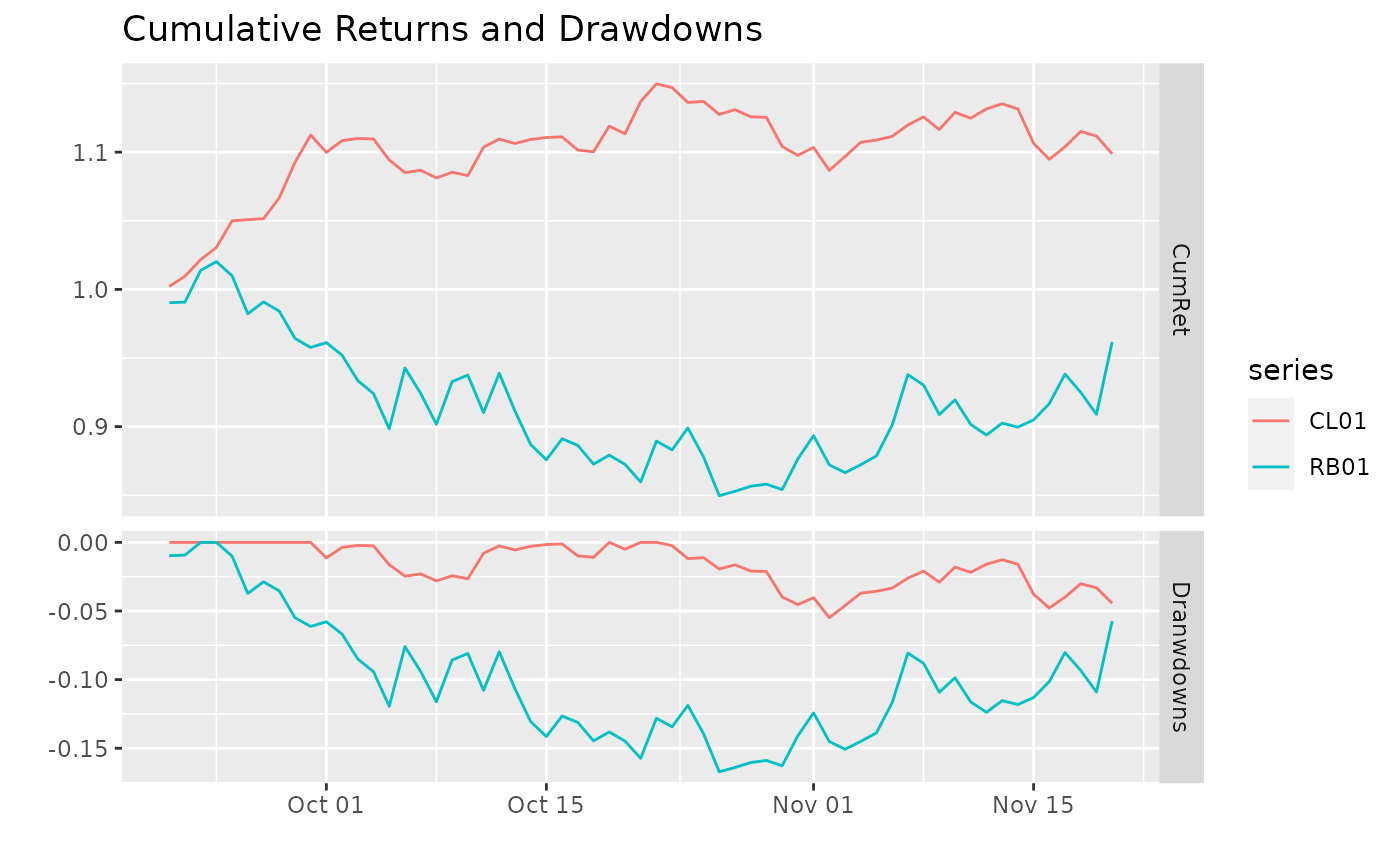 Cumulative Returns and Drawdowns
1.1
1.0
0.9
CumRet
0.00
-0.05
-0.10
-0.15
Dranwdowns
Oct 01
Oct 15
Nov 01
Nov 15
series
CL01
RB01